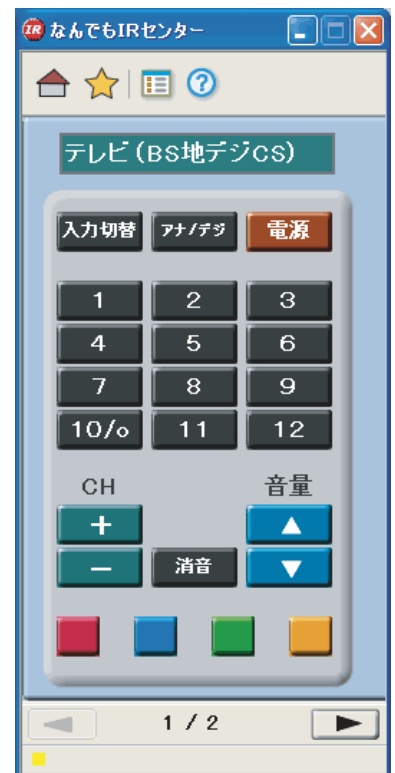 IR なんでもIRセンター
テレビ(BS地デジCS)
入力切替 アナ/デジ 電源
1 2 3
4 5 6
7 8 9
10/o 11 12
CH 音量
+ △
− 消音 ▽
1 / 2